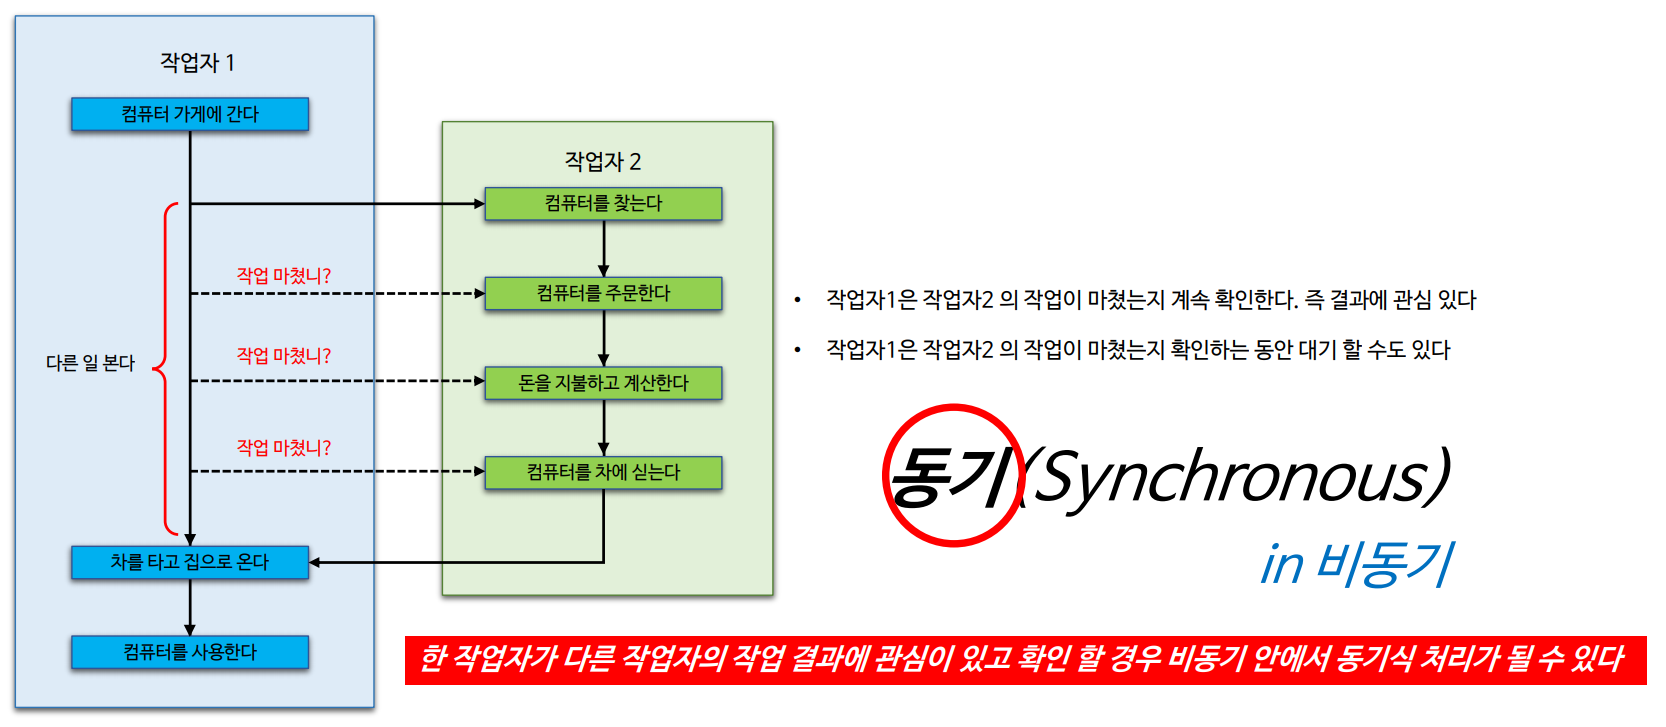 작업자 1
컴퓨터 가게에 간다
작업자 2
컴퓨터를 찾는다
작업 마쳤니?
컴퓨터를 주문한다
다른 일 본다
작업 마쳤니?
돈을 지불하고 계산한다
작업 마쳤니?
컴퓨터를 차에 싣는다
차를 타고 집으로 온다
컴퓨터를 사용한다
• 작업자1은 작업자2 의 작업이 마쳤는지 계속 확인한다. 즉 결과에 관심 있다
• 작업자1은 작업자2 의 작업이 마쳤는지 확인하는 동안 대기 할 수도 있다
동기(Synchronous)
in 비동기
한 작업자가 다른 작업자의 작업 결과에 관심이 있고 확인 할 경우 비동기 안에서 동기식 처리가 될 수 있다